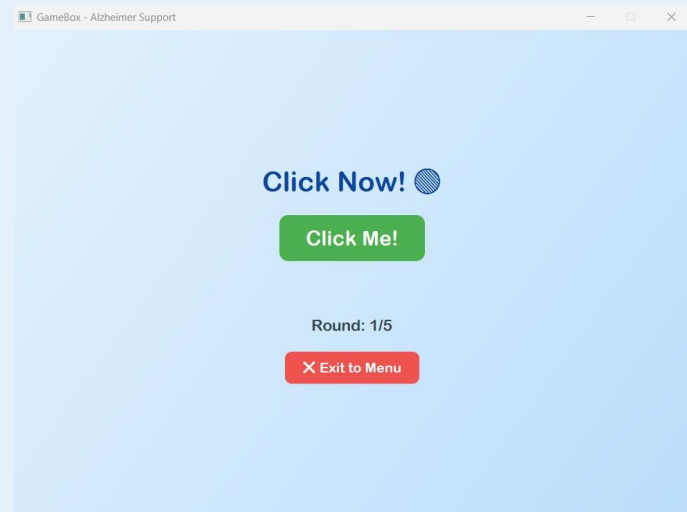 GameBox - Alzheimer Support
Click Now!
Click Me!
Round: 1/5
Exit to Menu